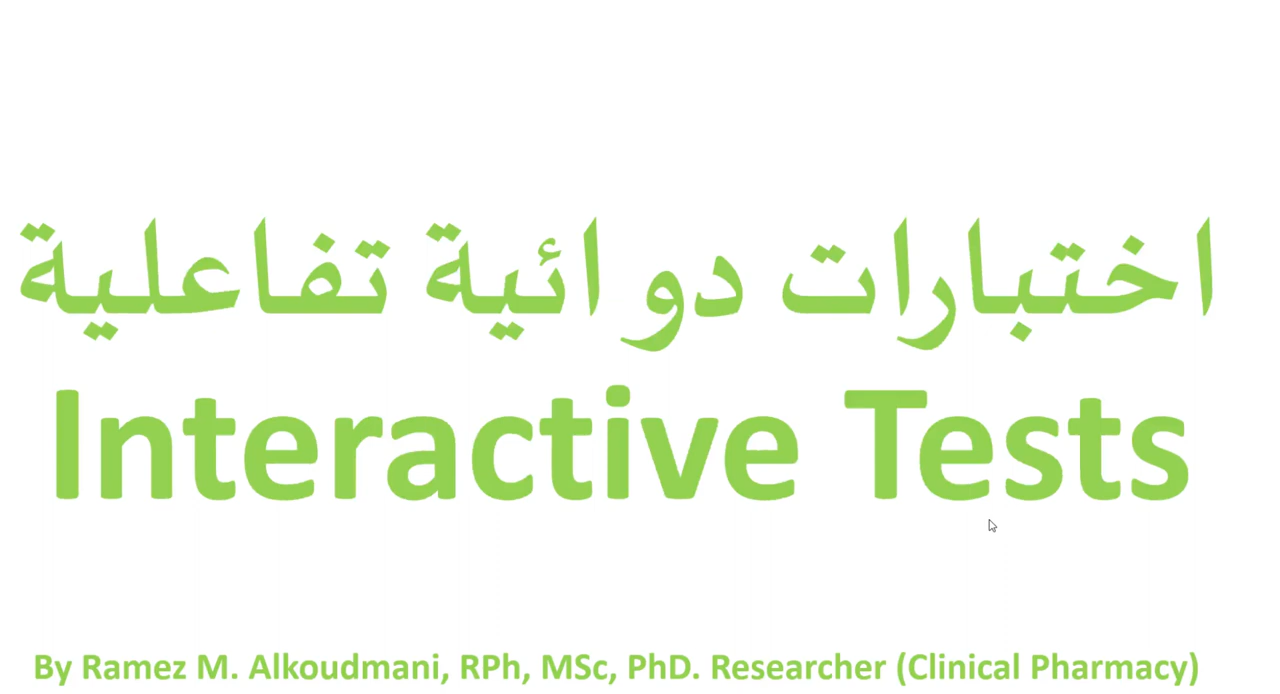 اختبارات دوائية تفاعلية
Interactive Tests
By Ramez M. Alkoudmani, RPh, MSc, PhD. Researcher (Clinical Pharmacy)